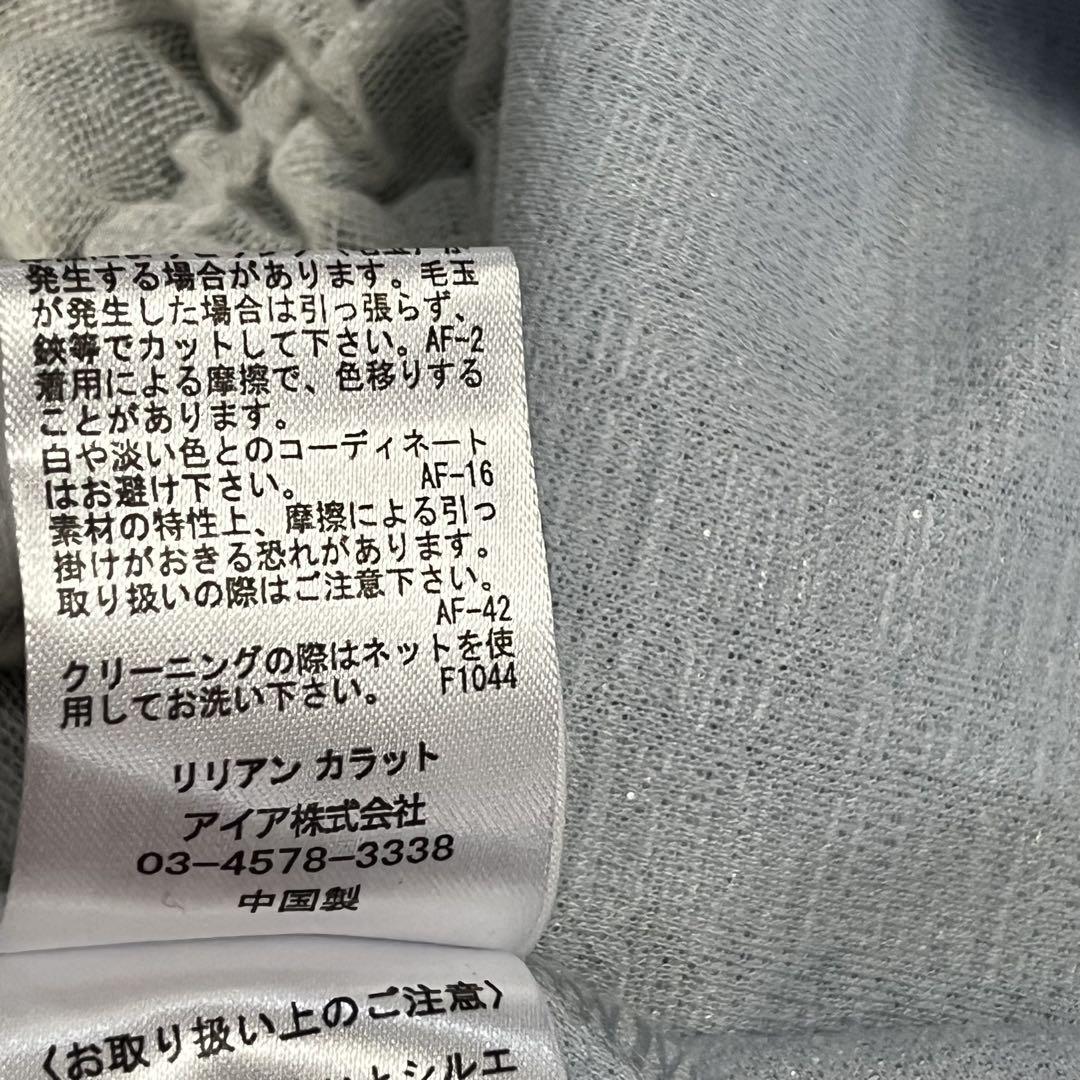 発生する場合があります。毛玉
が発生した場合は引っ張らず、
鋏等でカットして下さい。AF-2
着用による摩擦で、色移りする
ことがあります。
白や淡い色とのコーディネート
はお避け下さい。 AF-16
素材の特性上、摩擦による引っ
掛けがおきる恐れがあります。
取り扱いの際はご注意下さい。
AF-42
クリーニングの際はネットを使
用してお洗い下さい。 F1044
リリアン カラット
アイア株式会社
03-4578-3338
中国製
〈お取り扱い上のご注意〉
とシルエ